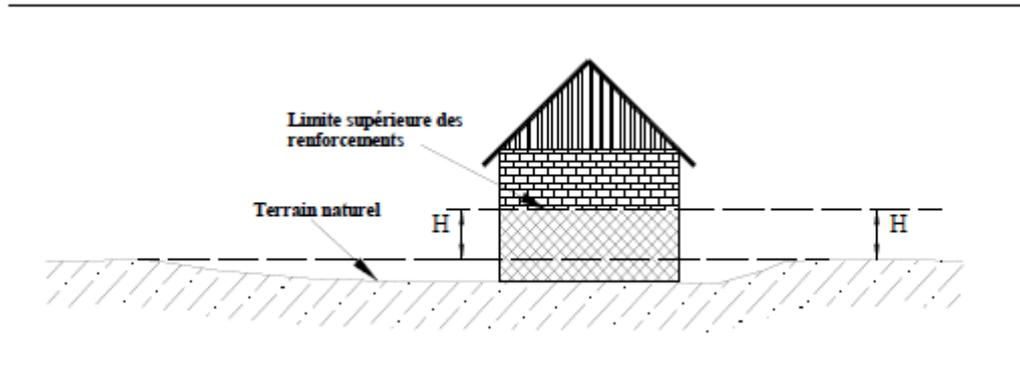 Limite supérieure des
renforcements
Terrain naturel
H
H